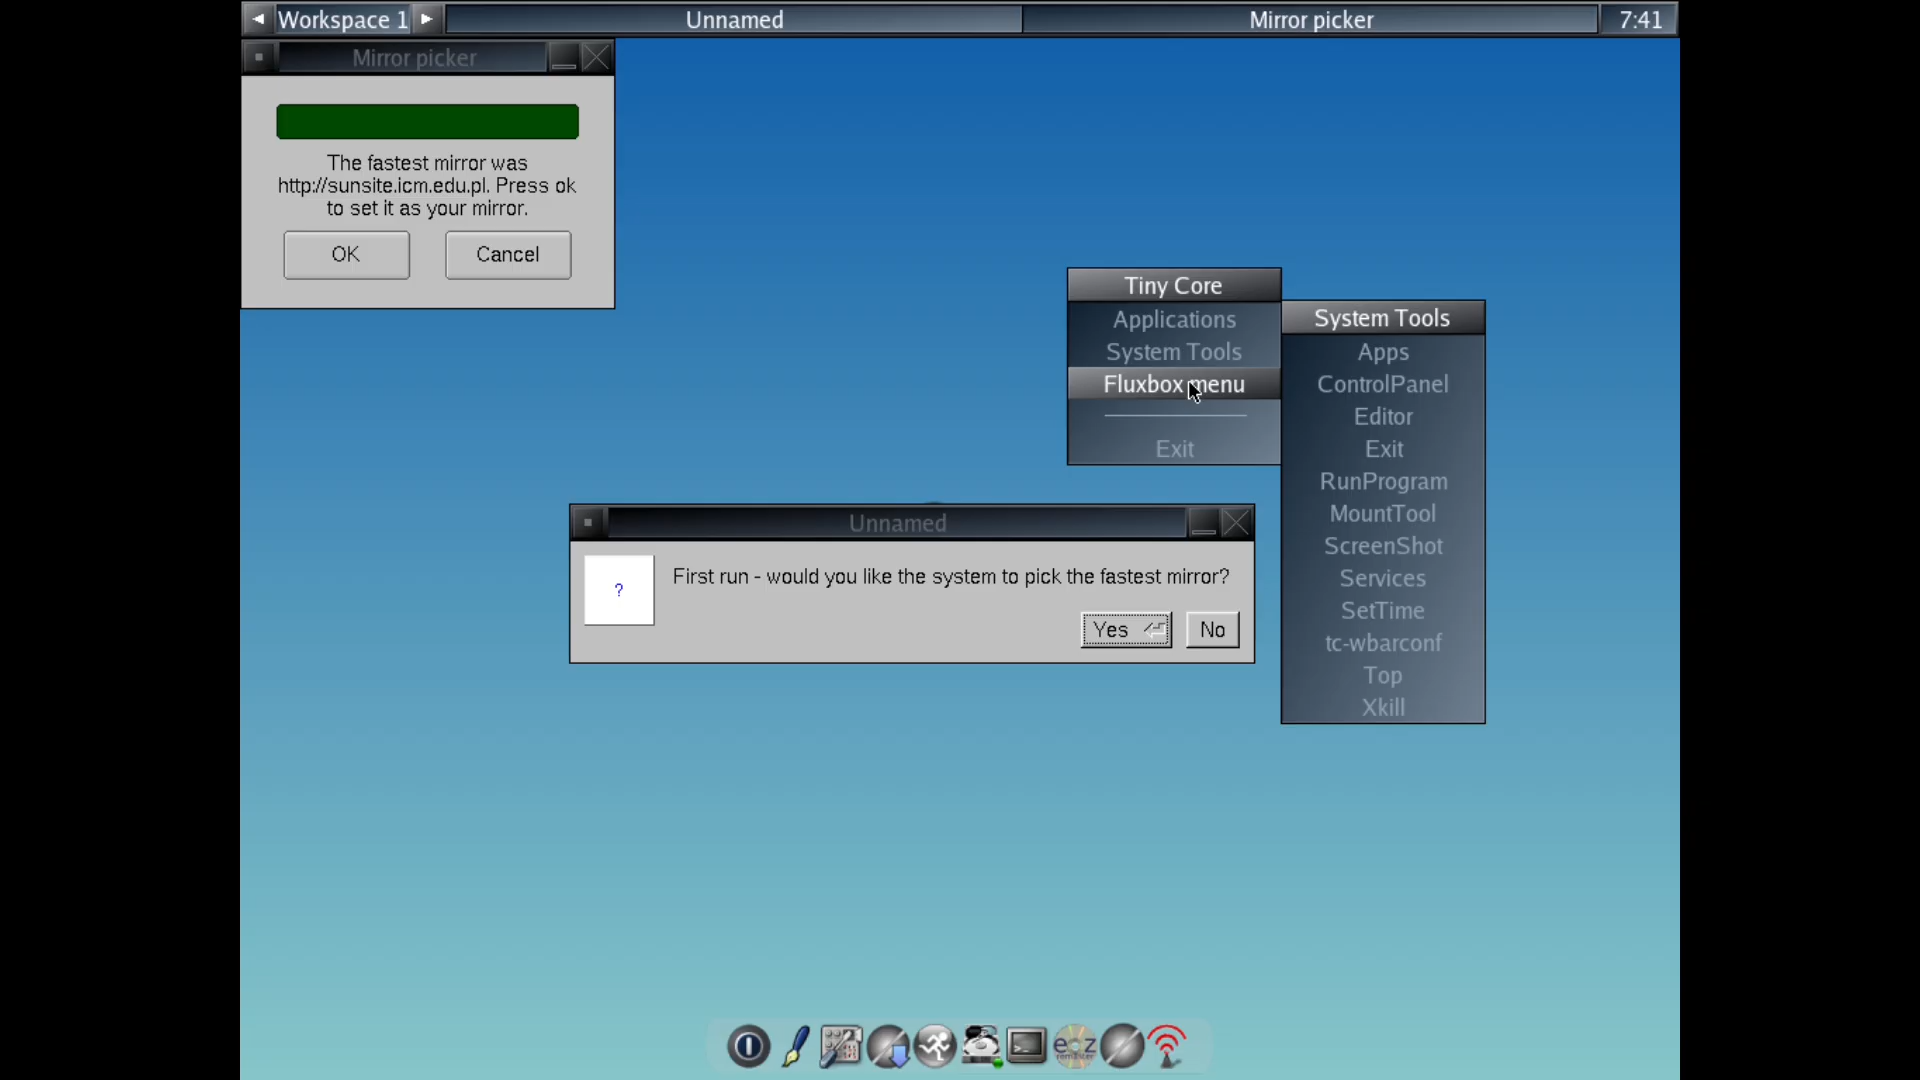 Workspace 1
Unnamed
Mirror picker
7:41
Mirror picker
The fastest mirror was
http://sunsite.icm.edu.pl. Press ok
to set it as your mirror.
OK
Cancel
Tiny Core
Applications
System Tools
Fluxbox menu
Exit
System Tools
Apps
ControlPanel
Editor
Exit
RunProgram
MountTool
ScreenShot
Services
SetTime
tc-wbarconf
Top
Xkill
Unnamed
?
First run - would you like the system to pick the fastest mirror?
Yes
No